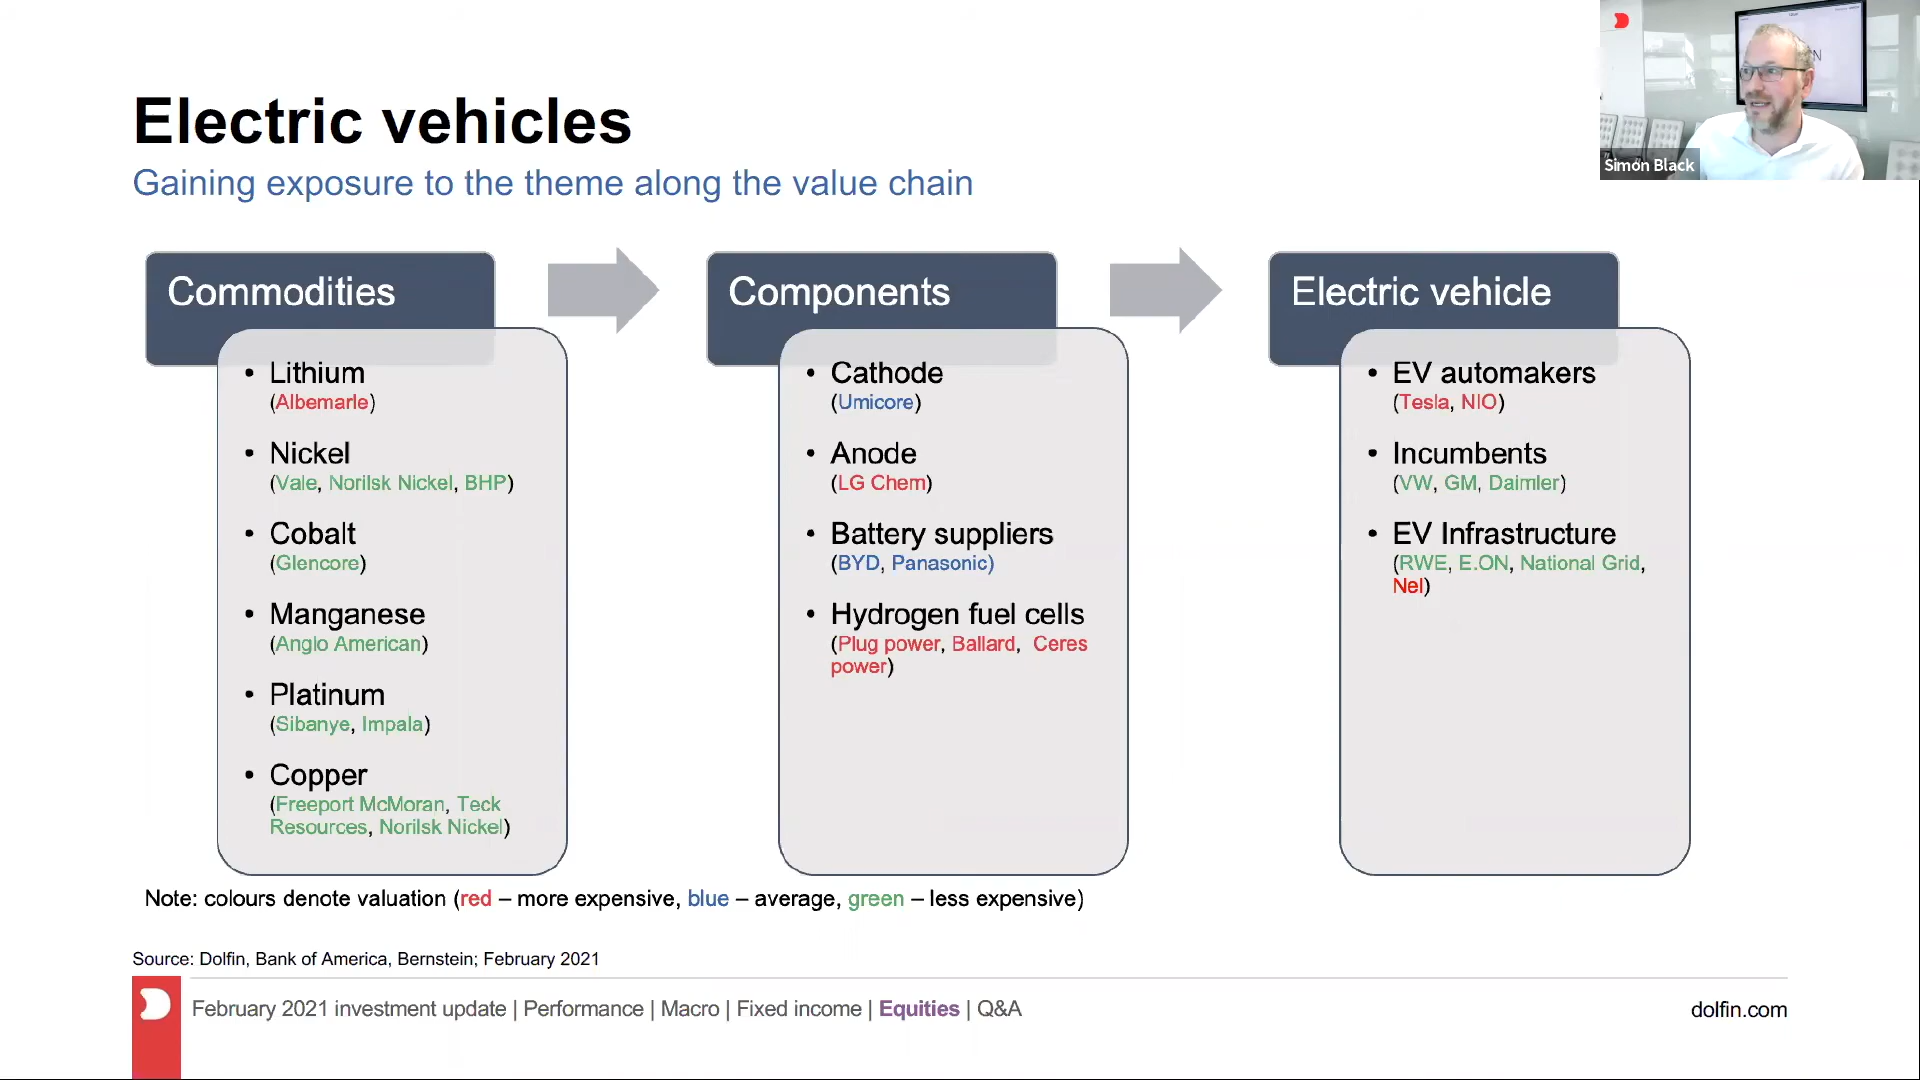 Electric vehicles
Gaining exposure to the theme along the value chain
Simon Black
Commodities
• Lithium
(Albemarle)
• Nickel
(Vale, Norilsk Nickel, BHP)
• Cobalt
(Glencore)
• Manganese
(Anglo American)
• Platinum
(Sibanye, Impala)
• Copper
(Freeport McMoran, Teck
Resources, Norilsk Nickel)
Components
• Cathode
(Umicore)
• Anode
(LG Chem)
• Battery suppliers
(BYD, Panasonic)
• Hydrogen fuel cells
(Plug power, Ballard, Ceres
power)
Electric vehicle
• EV automakers
(Tesla, NIO)
• Incumbents
(VW, GM, Daimler)
• EV Infrastructure
(RWE, E.ON, National Grid,
Nel)
Note: colours denote valuation (red – more expensive, blue – average, green – less expensive)
Source: Dolfin, Bank of America, Bernstein; February 2021
February 2021 investment update | Performance | Macro | Fixed income | Equities | Q&A
dolfin.com